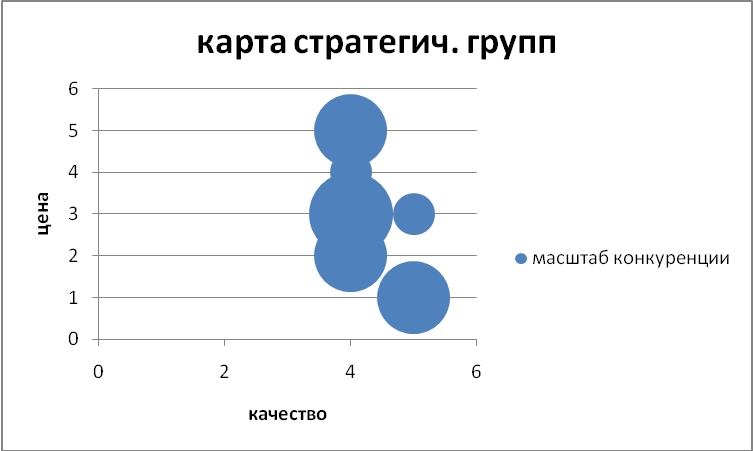 карта стратегич. групп
6
5
4
3
2
1
0
цена
0 2 4 6
качество
масштаб конкуренции